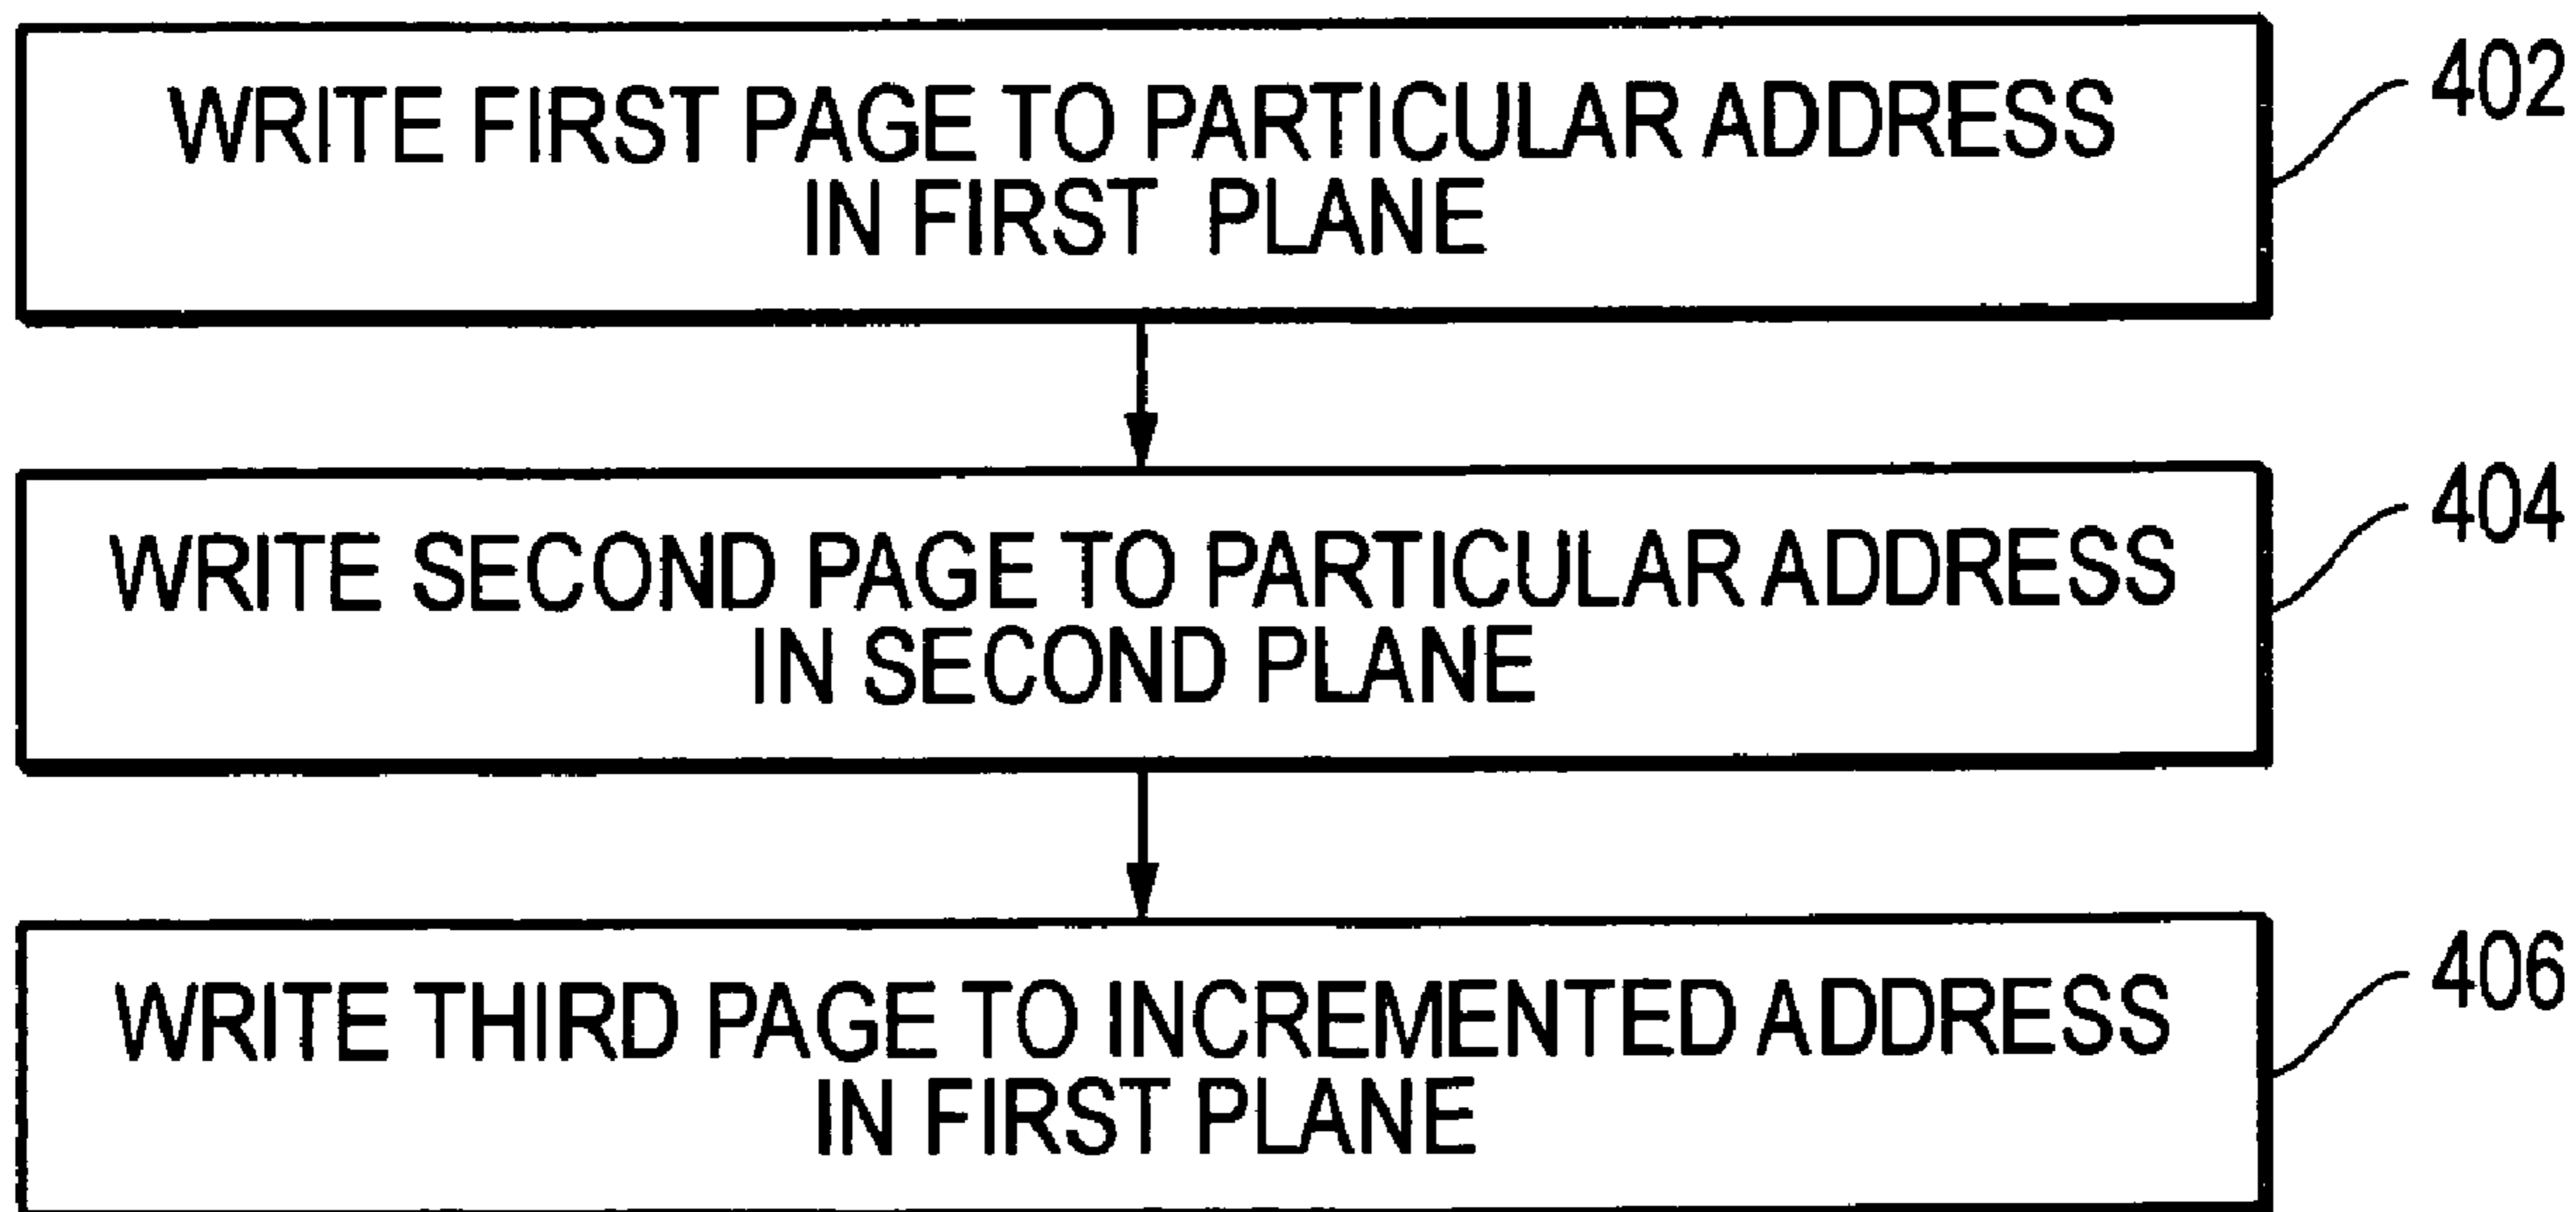 WRITE FIRST PAGE TO PARTICULAR ADDRESS
IN FIRST PLANE
402
WRITE SECOND PAGE TO PARTICULAR ADDRESS
IN SECOND PLANE
404
WRITE THIRD PAGE TO INCREMENTED ADDRESS
IN FIRST PLANE
406